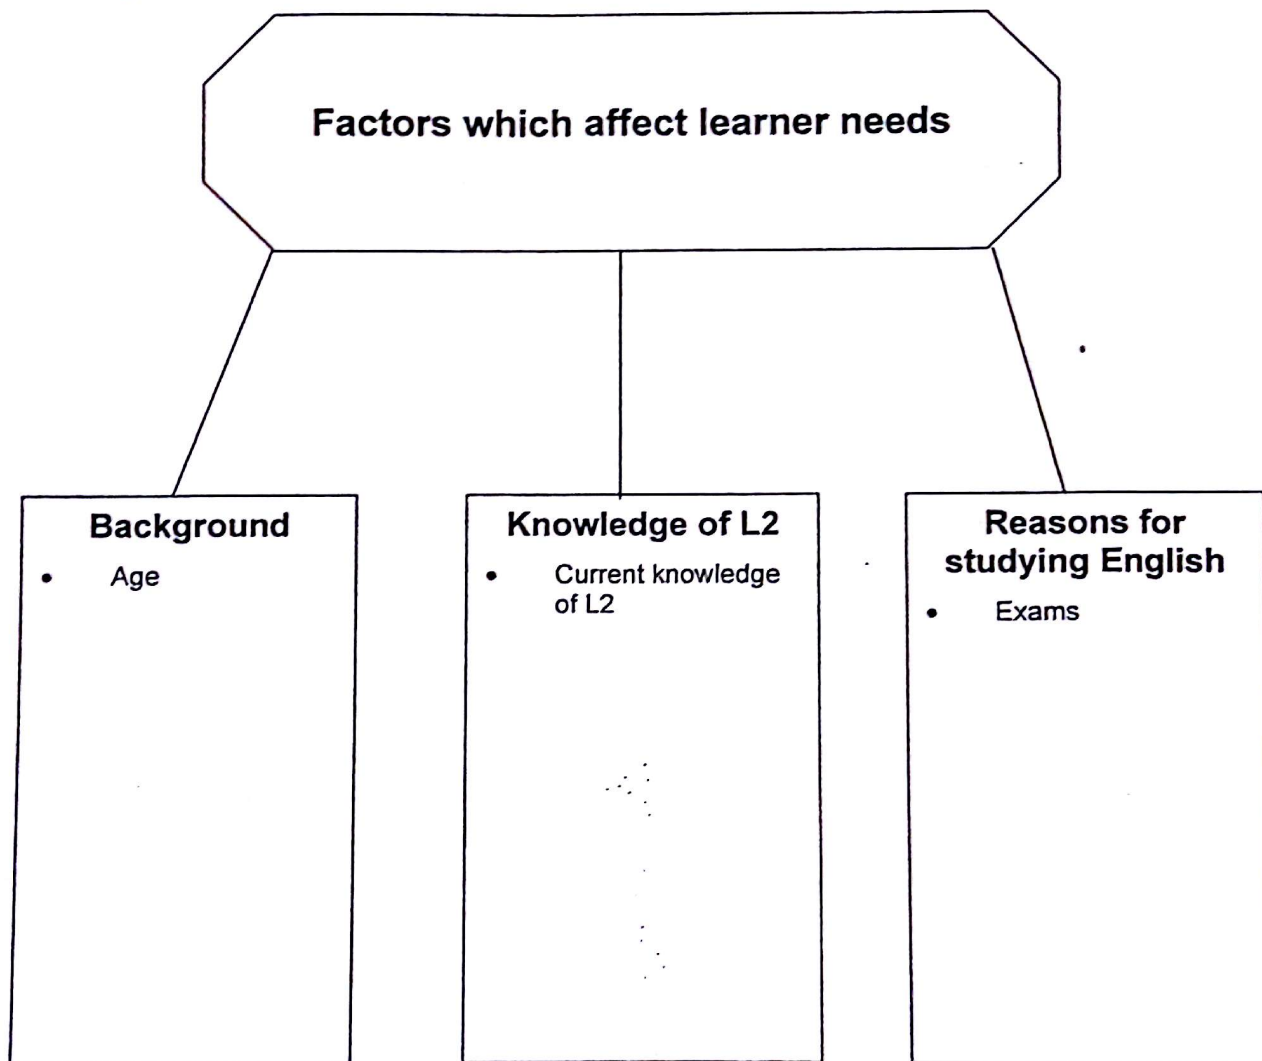 Factors which affect learner needs
Background
• Age
Knowledge of L2
• Current knowledge
of L2
Reasons for
studying English
• Exams